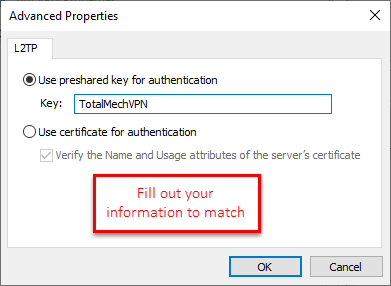 Advanced Properties
L2TP
Use preshared key for authentication
Key: TotalMechVPN
Use certificate for authentication
Verify the Name and Usage attributes of the server's certificate
Fill out your
information to match
OK Cancel